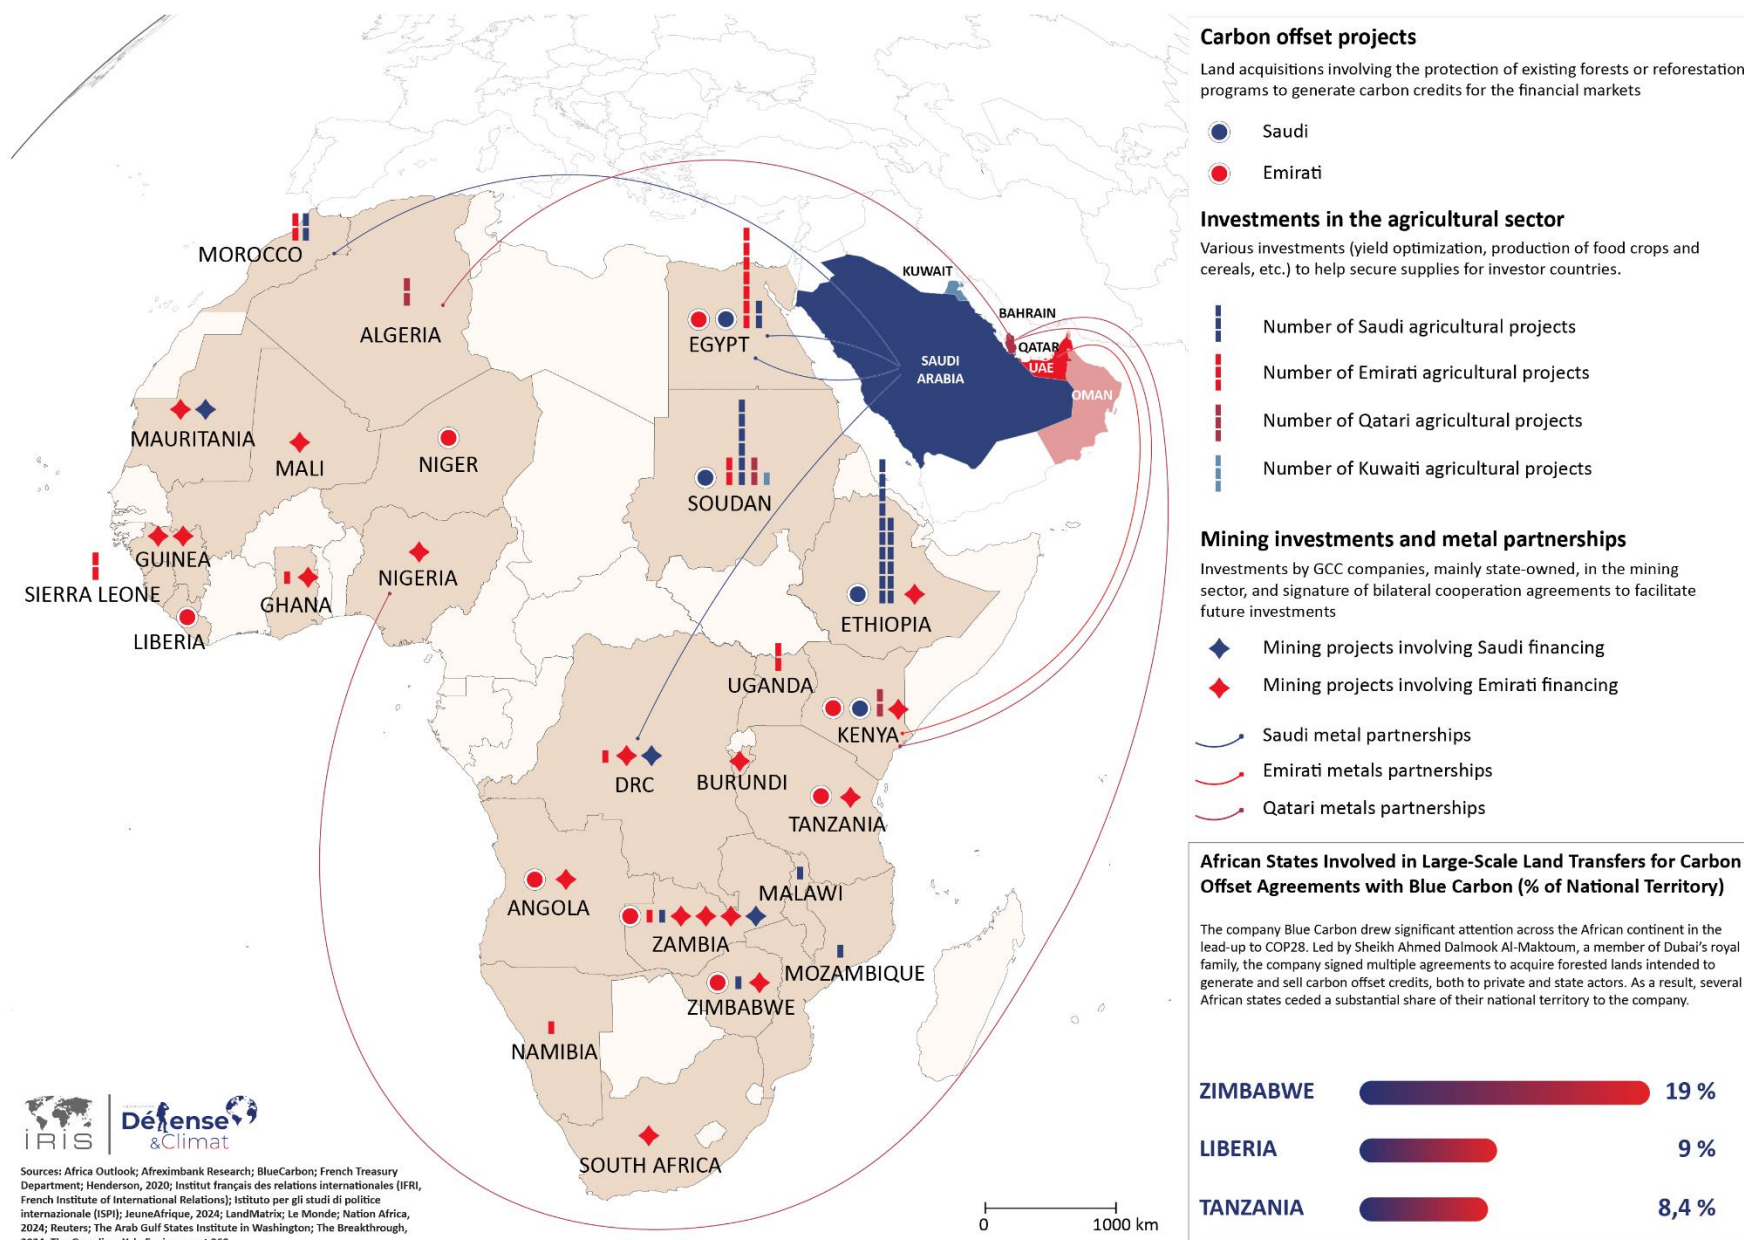 Carbon offset projects
Land acquisitions involving the protection of existing forests or reforestation
programs to generate carbon credits for the financial markets
Saudi
Emirati
Investments in the agricultural sector
Various investments (yield optimization, production of food crops and
cereals, etc.) to help secure supplies for investor countries.
Number of Saudi agricultural projects
Number of Emirati agricultural projects
Number of Qatari agricultural projects
Number of Kuwaiti agricultural projects
Mining investments and metal partnerships
Investments by GCC companies, mainly state-owned, in the mining
sector, and signature of bilateral cooperation agreements to facilitate
future investments
Mining projects involving Saudi financing
Mining projects involving Emirati financing
Saudi metal partnerships
Emirati metals partnerships
Qatari metals partnerships
African States Involved in Large-Scale Land Transfers for Carbon
Offset Agreements with Blue Carbon (% of National Territory)
The company Blue Carbon drew significant attention across the African continent in the
lead-up to COP28. Led by Sheikh Ahmed Dalmook Al-Maktoum, a member of Dubai's royal
family, the company signed multiple agreements to acquire forested lands intended to
generate and sell carbon offset credits, both to private and state actors. As a result, several
African states ceded a substantial share of their national territory to the company.
ZIMBABWE 19 %
LIBERIA 9 %
TANZANIA 8,4 %
MOROCCO
ALGERIA
EGYPT
KUWAIT
BAHRAIN
QATAR
UAE
SAUDI
ARABIA
OMAN
MAURITANIA
MALI
NIGER
SOUDAN
GUINEA
SIERRA LEONE
LIBERIA
GHANA
NIGERIA
ETHIOPIA
UGANDA
KENYA
DRC
BURUNDI
TANZANIA
ANGOLA
MALAWI
ZAMBIA
MOZAMBIQUE
ZIMBABWE
NAMIBIA
SOUTH AFRICA
0 1000 km
IRIS
Défense
&Climat
Sources: Africa Outlook; Afreximbank Research; BlueCarbon; French Treasury
Department; Henderson, 2020; Institut français des relations internationales (IFRI,
French Institute of International Relations); Istituto per gli studi di politice
internazionale (ISPI); JeuneAfrique, 2024; LandMatrix; Le Monde; Nation Africa,
2024; Reuters; The Arab Gulf States Institute in Washington; The Breakthrough,